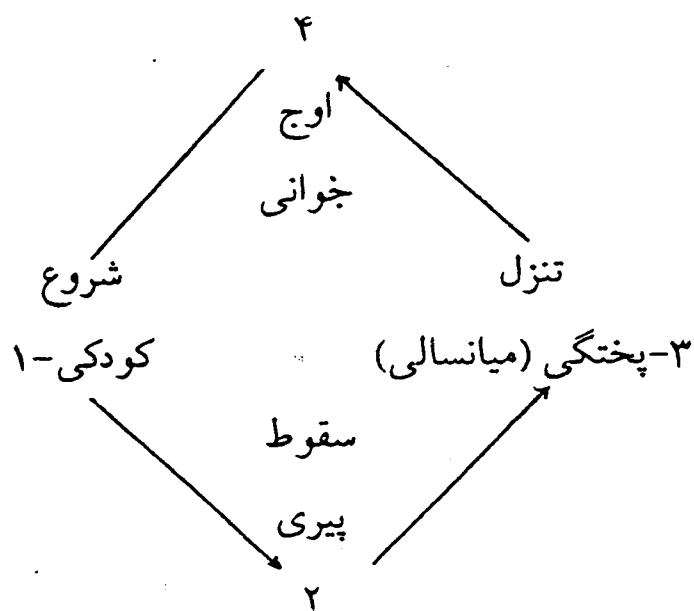 ۴
اوج
جوانی
تنزل
شروع
۳-پختگی (میانسالی)
کودکی-۱
سقوط
پیری
۲